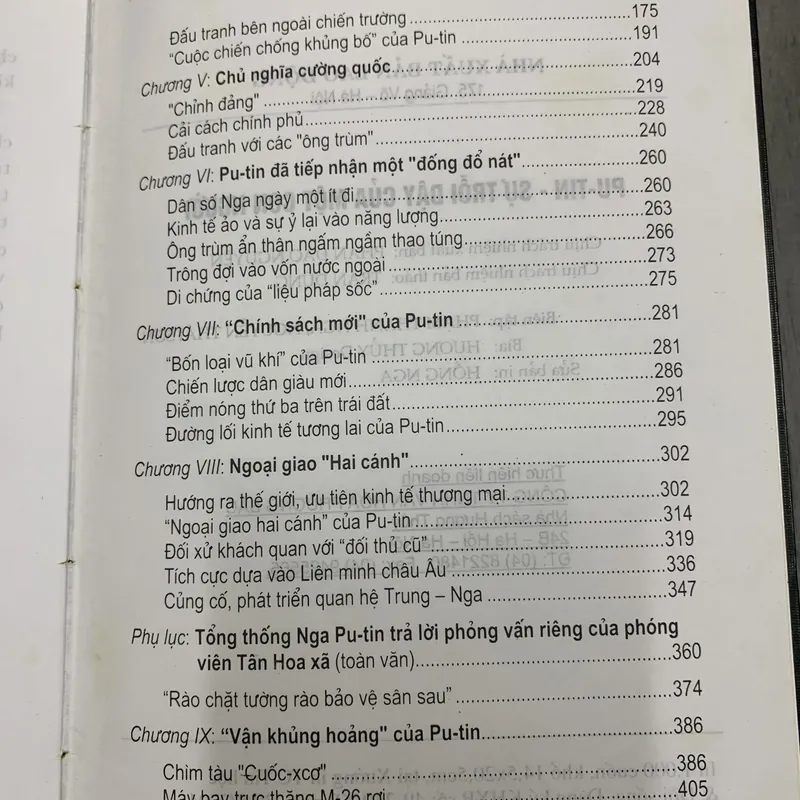 Đấu tranh bên ngoài chiến trường ........ 175
“Cuộc chiến chống khủng bố” của Pu-tin ........ 191
Chương V: Chủ nghĩa cường quốc ........ 204
"Chỉnh đảng" ........ 219
Cải cách chính phủ ........ 228
Đấu tranh với các "ông trùm" ........ 240
Chương VI: Pu-tin đã tiếp nhận một "đống đổ nát" ........ 260
Dân số Nga ngày một ít đi ........ 260
Kinh tế ảo và sự ỷ lại vào năng lượng ........ 263
Ông trùm ẩn thân ngấm ngầm thao túng ........ 266
Trông đợi vào vốn nước ngoài ........ 273
Di chứng của “liệu pháp sốc” ........ 275
Chương VII: “Chính sách mới" của Pu-tin ........ 281
“Bốn loại vũ khí” của Pu-tin ........ 281
Chiến lược dân giàu mới ........ 286
Điểm nóng thứ ba trên trái đất ........ 291
Đường lối kinh tế tương lai của Pu-tin ........ 295
Chương VIII: Ngoại giao "Hai cánh" ........ 302
Hướng ra thế giới, ưu tiên kinh tế thương mại ........ 302
“Ngoại giao hai cánh” của Pu-tin ........ 314
Đối xử khách quan với “đối thủ cũ” ........ 319
Tích cực dựa vào Liên minh châu Âu ........ 336
Củng cố, phát triển quan hệ Trung – Nga ........ 347
Phụ lục: Tổng thống Nga Pu-tin trả lời phỏng vấn riêng của phóng
viên Tân Hoa xã (toàn văn) ........ 360
“Rào chặt tường rào bảo vệ sân sau” ........ 374
Chương IX: “Vận khủng hoảng" của Pu-tin ........ 386
Chìm tàu "Cuốc-xcơ" ........ 386
Máy bay trực thăng M-26 rơi ........ 405